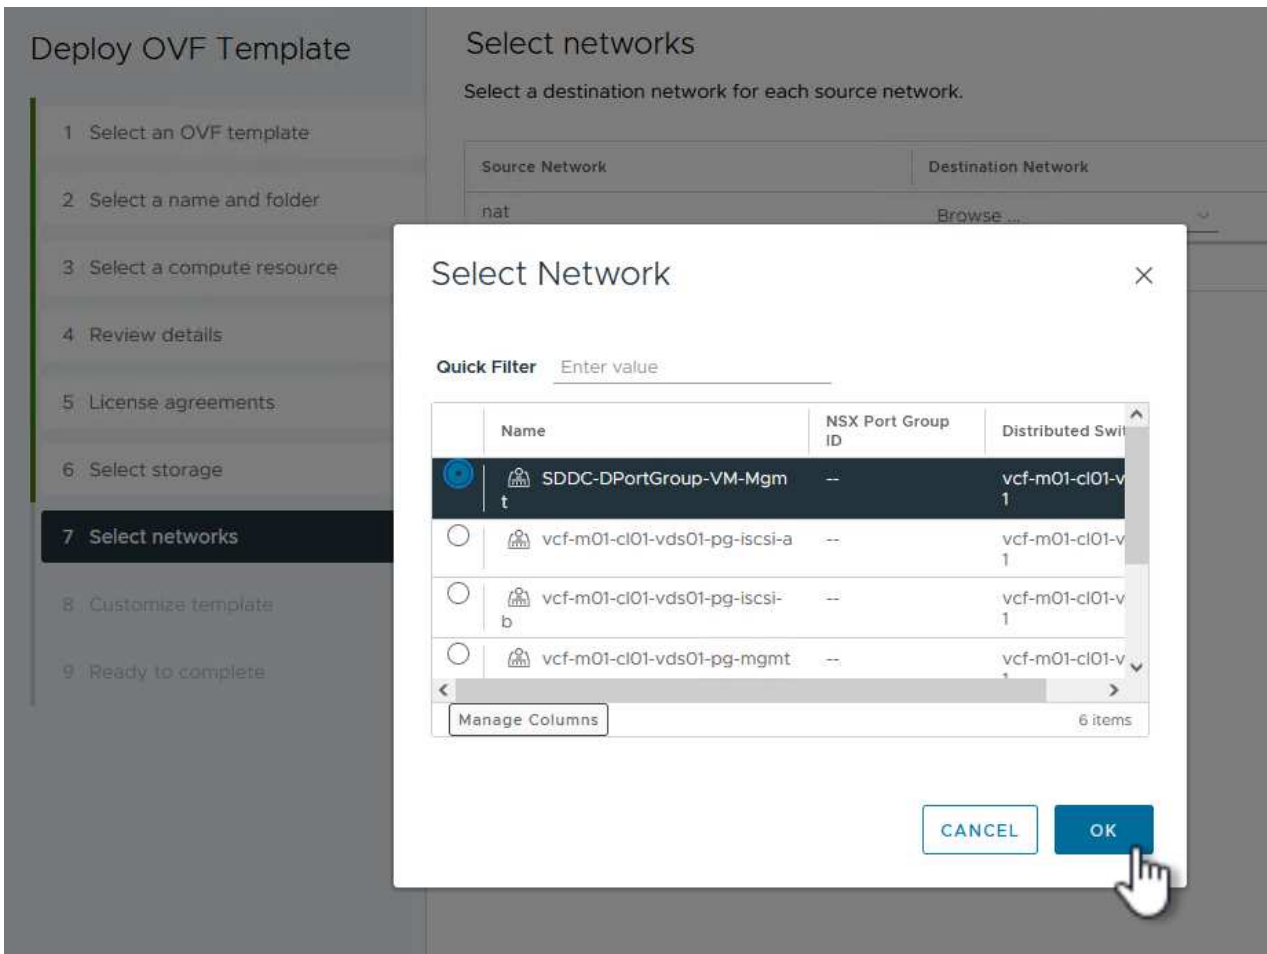 Deploy OVF Template
1 Select an OVF template
2 Select a name and folder
3 Select a compute resource
4 Review details
5 License agreements
6 Select storage
7 Select networks
8 Customize template
9 Ready to complete
Select networks
Select a destination network for each source network.
Source Network Destination Network
nat Browse ...
Select Network
Quick Filter Enter value
Name NSX Port Group ID Distributed Swit
SDDC-DPortGroup-VM-Mgm -- vcf-m01-cl01-v
t 1
vcf-m01-cl01-vds01-pg-iscsi-a -- vcf-m01-cl01-v
1
vcf-m01-cl01-vds01-pg-iscsi- -- vcf-m01-cl01-v
b 1
vcf-m01-cl01-vds01-pg-mgmt -- vcf-m01-cl01-v
Manage Columns 6 items
CANCEL OK